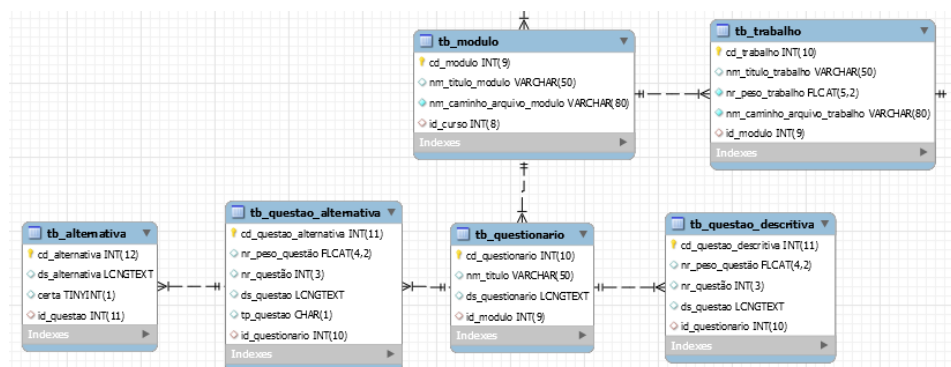 tb_modulo
cd_modulo INT(9)
nm_titulo_modulo VARCHAR(50)
nm_caminho_arquivo_modulo VARCHAR(80)
id_curso INT(8)
Indexes
tb_trabalho
cd_trabalho INT(10)
nm_titulo_trabalho VARCHAR(50)
nr_peso_trabalho FLOAT(5,2)
nm_caminho_arquivo_trabalho VARCHAR(80)
id_modulo INT(9)
Indexes
tb_alternativa
cd_alternativa INT(12)
ds_alternativa LONGTEXT
certa TINYINT(1)
id_questao INT(11)
Indexes
tb_questao_alternativa
cd_questao_alternativa INT(11)
nr_peso_questão FLOAT(4,2)
nr_questão INT(3)
ds_questao LONGTEXT
tp_questao CHAR(1)
id_questionario INT(10)
Indexes
tb_questionario
cd_questionario INT(10)
nm_titulo VARCHAR(50)
ds_questionario LONGTEXT
id_modulo INT(9)
Indexes
tb_questao_descritiva
cd_questao_descritiva INT(11)
nr_peso_questão FLOAT(4,2)
nr_questão INT(3)
ds_questao LONGTEXT
id_questionario INT(10)
Indexes